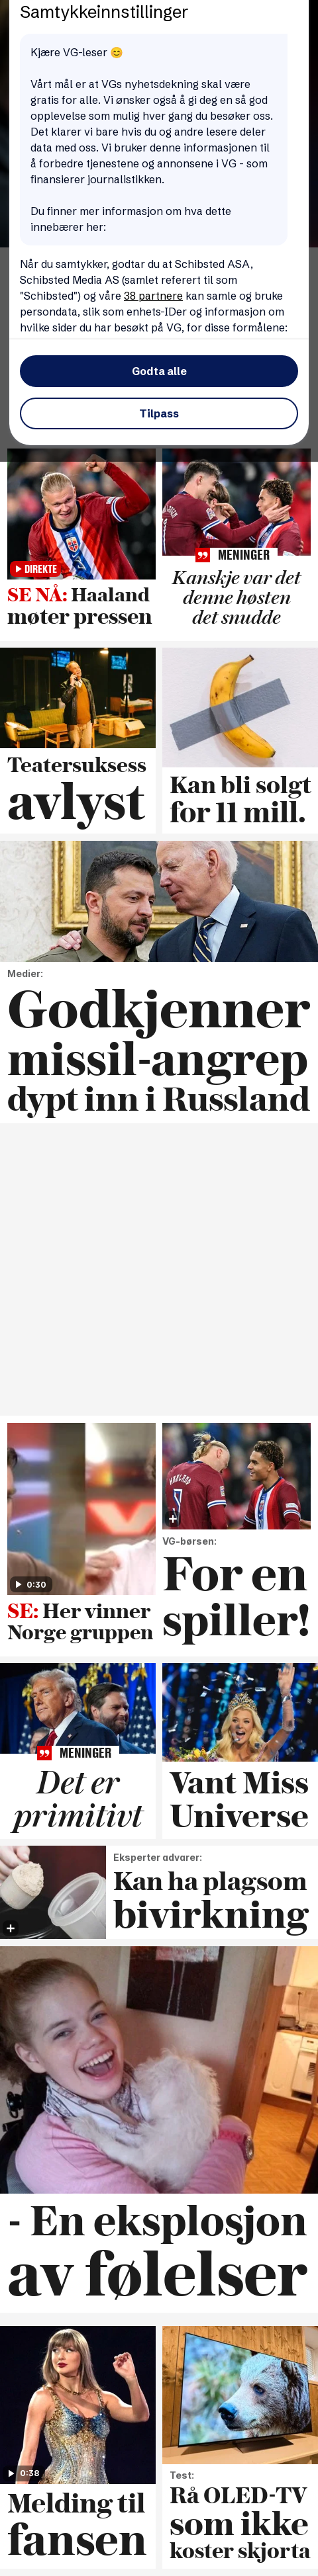 Samtykkeinnstillinger
Kjære VG-leser 😊
Vårt mål er at VGs nyhetsdekning skal være
gratis for alle. Vi ønsker også å gi deg en så god
opplevelse som mulig hver gang du besøker oss.
Det klarer vi bare hvis du og andre lesere deler
data med oss. Vi bruker denne informasjonen til
å forbedre tjenestene og annonsene i VG - som
finansierer journalistikken.
Du finner mer informasjon om hva dette
innebærer her:
Når du samtykker, godtar du at Schibsted ASA,
Schibsted Media AS (samlet referert til som
"Schibsted") og våre 38 partnere kan samle og bruke
persondata, slik som enhets-IDer og informasjon om
hvilke sider du har besøkt på VG, for disse formålene:
Godta alle
Tilpass
DIREKTE
SE NÅ: Haaland
møter pressen
MENINGER
Kanskje var det
denne høsten
det snudde
Teatersuksess
avlyst
Kan bli solgt
for 11 mill.
Medier:
Godkjenner
missil-angrep
dypt inn i Russland
0:30
SE: Her vinner
Norge gruppen
VG-børsen:
For en
spiller!
MENINGER
Det er
primitivt
Vant Miss
Universe
Eksperter advarer:
Kan ha plagsom
bivirkning
- En eksplosjon
av følelser
0:38
Melding til
fansen
Test:
Rå OLED-TV
som ikke
koster skjorta